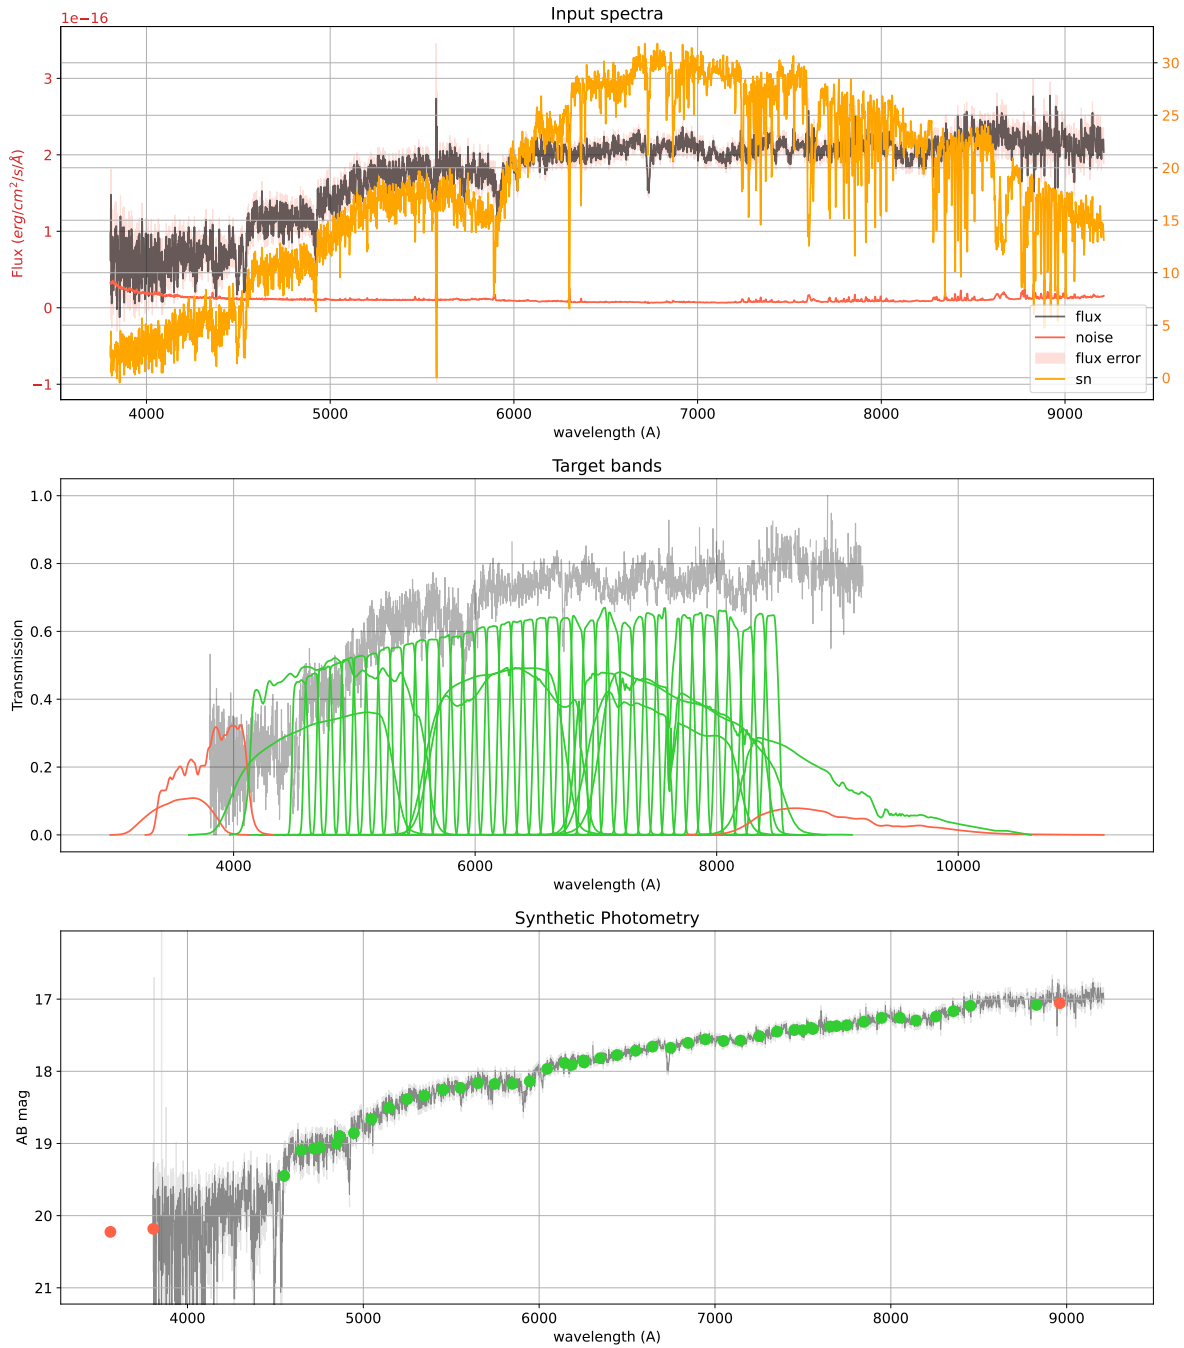 Input spectra
1e−16
3
2
1
0
−1
Flux (erg/cm²/s/Å)
30
25
20
15
10
5
0
flux
noise
flux error
sn
4000 5000 6000 7000 8000 9000
wavelength (A)
Target bands
1.0
0.8
0.6
0.4
0.2
0.0
Transmission
4000 6000 8000 10000
wavelength (A)
Synthetic Photometry
17
18
19
20
21
AB mag
4000 5000 6000 7000 8000 9000
wavelength (A)